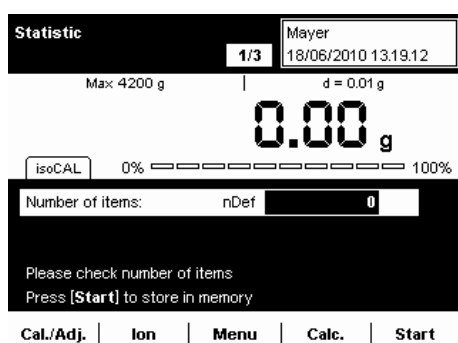 Statistic
Mayer
1/3
18/06/2010 13.19.12
Max 4200 g
d = 0.01 g
0.00 g
isoCAL
0%
100%
Number of items: nDef 0
Please check number of items
Press [Start] to store in memory
Cal./Adj. Ion Menu Calc. Start